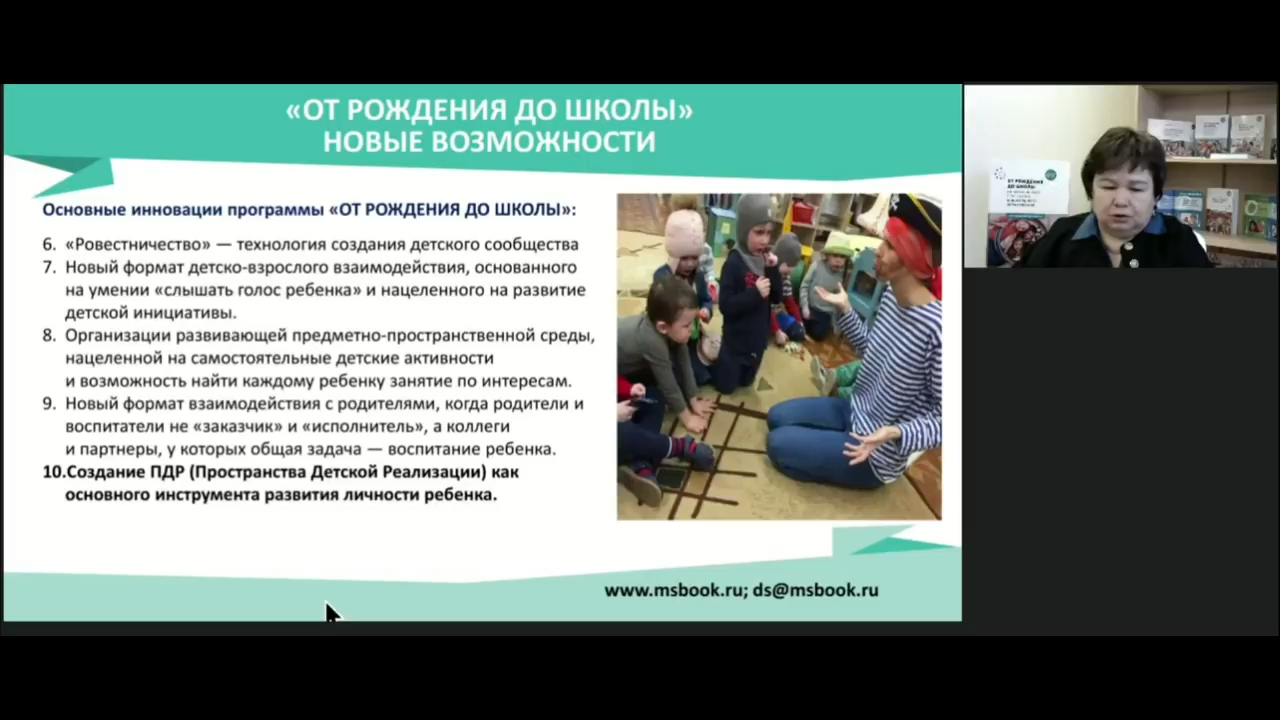 «ОТ РОЖДЕНИЯ ДО ШКОЛЫ»
НОВЫЕ ВОЗМОЖНОСТИ
Основные инновации программы «ОТ РОЖДЕНИЯ ДО ШКОЛЫ»:
6. «Ровестничество» — технология создания детского сообщества
7. Новый формат детско-взрослого взаимодействия, основанного
на умении «слышать голос ребенка» и нацеленного на развитие
детской инициативы.
8. Организации развивающей предметно-пространственной среды,
нацеленной на самостоятельные детские активности
и возможность найти каждому ребенку занятие по интересам.
9. Новый формат взаимодействия с родителями, когда родители и
воспитатели не «заказчик» и «исполнитель», а коллеги
и партнеры, у которых общая задача — воспитание ребенка.
10.Создание ПДР (Пространства Детской Реализации) как
основного инструмента развития личности ребенка.
www.msbook.ru; ds@msbook.ru
ОТ РОЖДЕНИЯ
ДО ШКОЛЫ